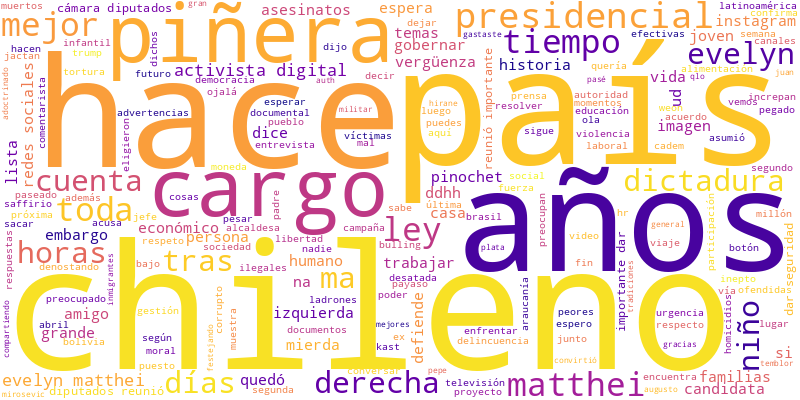 muertos
gran
cámara diputados
asesinatos
espera
presidencial
instagram
latinoamérica
confirma
mejor
piñera
dejar
efectivas
hacen
jactan
infantil
trump
dichos
dijo
temas
gobernar
vergüenza
tiempo
joven
semana
canales
evelyn
tortura
activista digital
futuro
democracia
ojalá
decir
auth
historia
quería
pasé
alimentación
qlo
juan
adoctrinado
redes sociales
comentarista
hace
país
militar
hirane
luego
puedes
aquí
prensa
resolver
reunió importante
autoridad
momentos
weon
vida
ud
vemos
increpan
pegado
advertencias
esperar
documental
pueblo
entrevista
víctimas
mal
educación
ola
violencia
laboral
sigue
acuerdo
imagen
cadem
asumió
lista
eligieron
dice
cuenta
cargo
pinochet
ddhh
casa
social
fuerza
dictadura
segundo
saffirio
paseado
además
moneda
cosas
sabe
última
años
próxima
sacar
toda
acusa
jefe
pesar
alcaldesa
padre
campaña
ley
brasil
preocupan
hr
general
participación
millón
embargo
económico
persona
respeto
sociedad
libertad
nadie
bulling
plata
video
viaje
botón
respuestas
horas
denostando
inmigrantes
bajo
tras
ilegales
humano
ma
na
desatada
trabajar
payaso
poder
araucanía
fin
importante dar
dar seguridad
inepto
ofendidas
vía
compartiendo
preocupado
chileno
amigo
abril
grande
gestión
corrupto
muestra
ladrones
izquierda
documentos
mejores
ex
defiende
enfrentar
delincuencia
peores
espero
tradiciones
urgencia
respecto
homicidios
niño
lugar
bolivia
según
moral
puesto
festejando
mierda
kast
junto
convirtió
gracias
sí
temblor
evelyn matthei
mirosevic
diputados reunió
días
quedó
segunda
derecha
conversar
pepe
televisión
proyecto
matthei
encuentra
augusto
familias
candidata